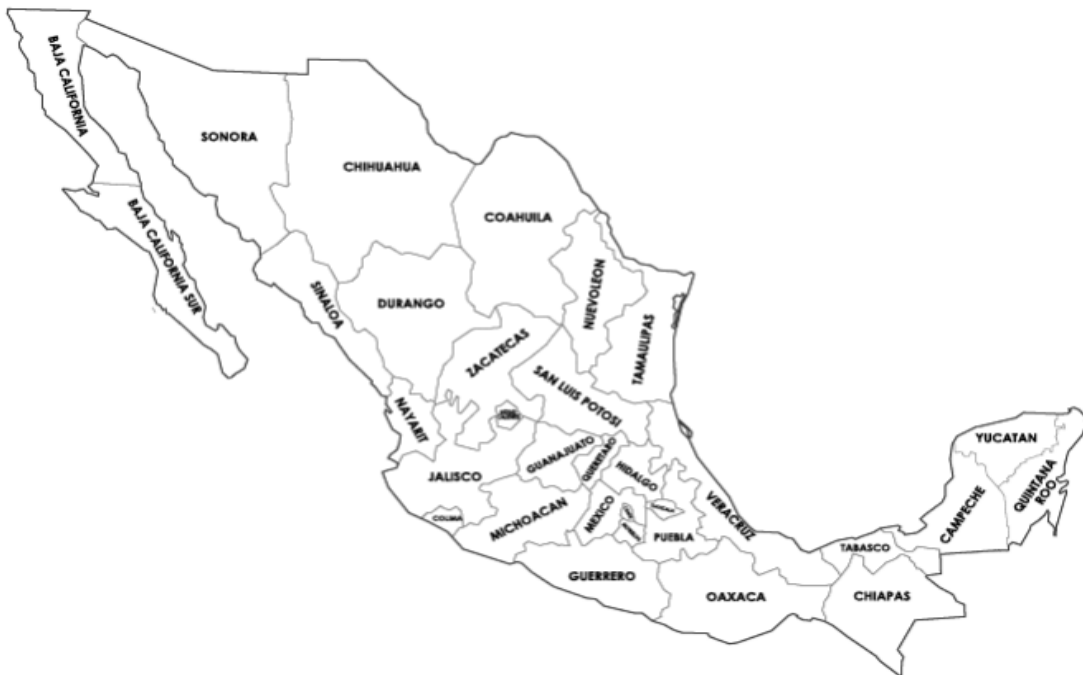 BAJA CALIFORNIA
SONORA
CHIHUAHUA
COAHUILA
BAJA CALIFORNIA SUR
SINALOA
DURANGO
NUEVOLEON
TAMAULIPAS
ZACATECAS
SAN LUIS POTOSI
NAYARIT
JALISCO
GUANAJUATO
QUERETARO
HIDALGO
COLIMA
MICHOACAN
MEXICO
PUEBLA
VERACRUZ
GUERRERO
OAXACA
TABASCO
CHIAPAS
CAMPECHE
YUCATAN
QUINTANA
ROO